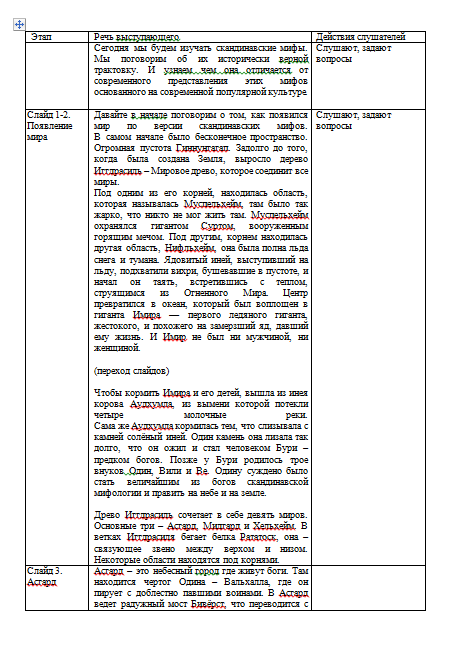 Этап
Речь выступающего.
Действия слушателей
Сегодня мы будем изучать скандинавские мифы.
Мы поговорим об их исторически верной
трактовку. И узнаем чем она отличается от
современного представления этих мифов
основанного на современной популярной культуре.
Слушают, задают
вопросы
Слайд 1-2.
Появление
мира
Давайте в начале поговорим о том, как появился
мир по версии скандинавских мифов.
В самом начале было бесконечное пространство.
Огромная пустота Гиннунгагап. Задолго до того,
когда была создана Земля, выросло дерево
Иггдрасиль – Мировое древо, которое соединит все
миры.
Под одним из его корней, находилась область,
которая называлась Муспельхейм, там было так
жарко, что никто не мог жить там. Муспельхейм
охранялся гигантом Суртом, вооруженным
горящим мечом. Под другим, корнем находилась
другая область, Нифльхейм, она была полна льда
снега и тумана. Ядовитый иней, выступивший на
льду, подхватили вихри, бушевавшие в пустоте, и
начал он таять, встретившись с теплом,
струящимся из Огненного Мира. Центр
превратился в океан, который был воплощен в
гиганта Имира — первого ледяного гиганта,
жестокого, и похожего на замерзший яд, давший
ему жизнь. И Имир не был ни мужчиной, ни
женщиной.
(переход слайдов)
Чтобы кормить Имира и его детей, вышла из инея
корова Аудхумла, из вымени которой потекли
четыре молочные реки.
Сама же Аудхумла кормилась тем, что слизывала с
камней солёный иней. Один камень она лизала так
долго, что он ожил и стал человеком Бури –
предком богов. Позже у Бури родилось трое
внуков Один, Вили и Ве. Одину суждено было
стать величайшим из богов скандинавской
мифологии и править на небе и на земле.
Древо Иггдрасиль сочетает в себе девять миров.
Основные три – Асгард, Мидгард и Хельхейм. В
ветках Иггдрасиля бегает белка Рататоск, она –
связующее звено между верхом и низом.
Некоторые области находятся под корнями.
Слушают, задают
вопросы
Слайд 3.
Асгард
Асгард – это небесный город где живут боги. Там
находится чертог Одина – Вальхалла, где он
пирует с доблестно павшими воинами. В Асгард
ведет радужный мост Биврёст, что переводится с